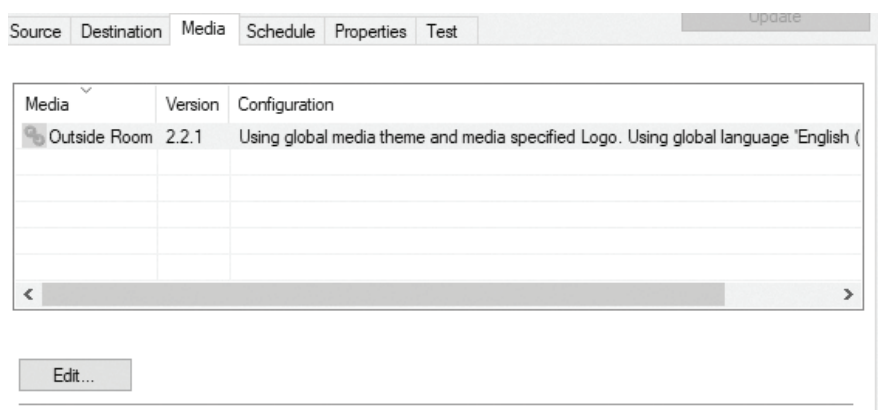 Update
Source Destination Media Schedule Properties Test
Media Version Configuration
Outside Room 2.2.1 Using global media theme and media specified Logo. Using global language "English (
Edit...